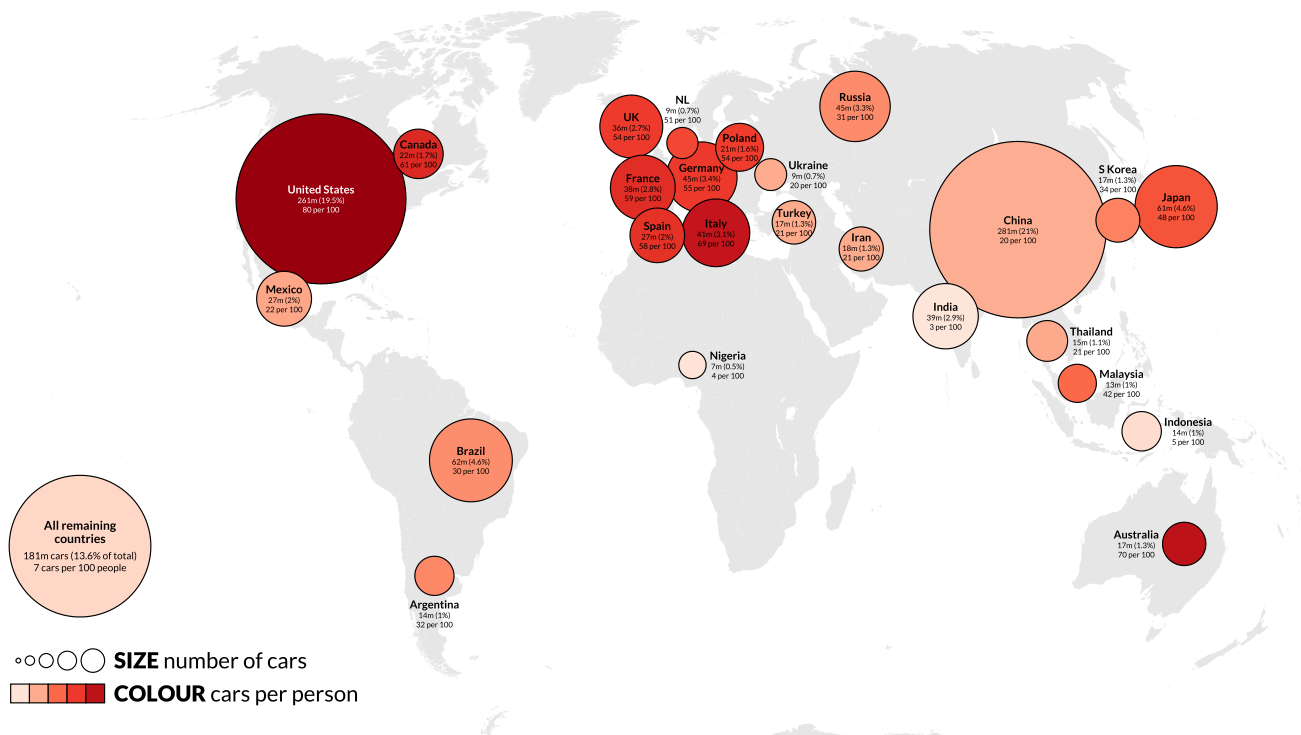 NL
9m (0.7%)
51 per 100
Russia
45m (3.3%)
31 per 100
UK
36m (2.7%)
54 per 100
Poland
21m (1.6%)
54 per 100
Canada
22m (1.7%)
61 per 100
Germany
45m (3.4%)
55 per 100
Ukraine
9m (0.7%)
20 per 100
S Korea
17m (1.3%)
34 per 100
United States
261m (19.5%)
80 per 100
France
38m (2.8%)
59 per 100
Japan
61m (4.6%)
48 per 100
Turkey
17m (1.3%)
21 per 100
China
281m (21%)
20 per 100
Spain
27m (2%)
58 per 100
Italy
41m (3.1%)
69 per 100
Iran
18m (1.3%)
21 per 100
Mexico
27m (2%)
22 per 100
India
39m (2.9%)
3 per 100
Thailand
15m (1.1%)
21 per 100
Nigeria
7m (0.5%)
4 per 100
Malaysia
13m (1%)
42 per 100
Indonesia
14m (1%)
5 per 100
Brazil
62m (4.6%)
30 per 100
All remaining
countries
181m cars (13.6% of total)
7 cars per 100 people
Australia
17m (1.3%)
70 per 100
Argentina
14m (1%)
32 per 100
SIZE number of cars
COLOUR cars per person